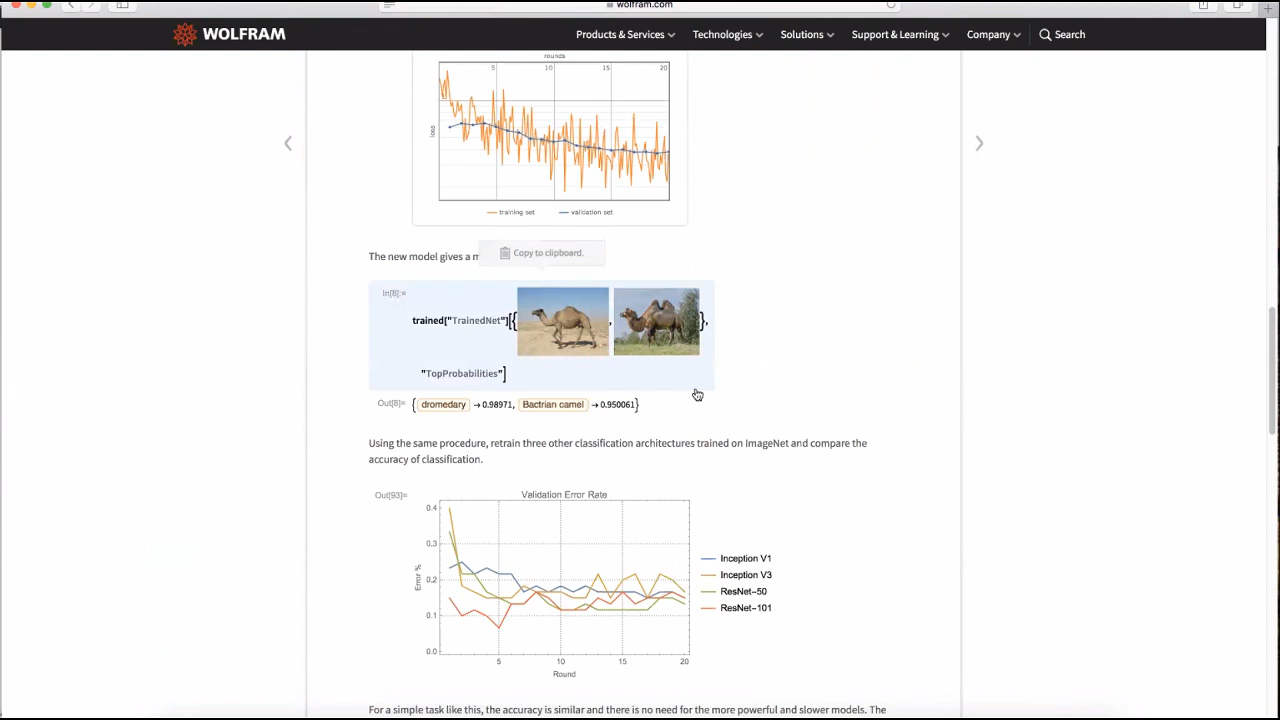 wolfram.com
WOLFRAM
Products & Services
Technologies
Solutions
Support & Learning
Company
Search
rounds
5 10 15 20
loss
training set
validation set
The new model gives a m
Copy to clipboard.
In[8]:=
trained["TrainedNet"][{ , },
"TopProbabilities"]
Out[8]= {dromedary → 0.98971, Bactrian camel → 0.950061}
Using the same procedure, retrain three other classification architectures trained on ImageNet and compare the
accuracy of classification.
Out[93]=
Validation Error Rate
0.4
0.3
0.2
0.1
0.0
Error %
5 10 15 20
Round
Inception V1
Inception V3
ResNet-50
ResNet-101
For a simple task like this, the accuracy is similar and there is no need for the more powerful and slower models. The